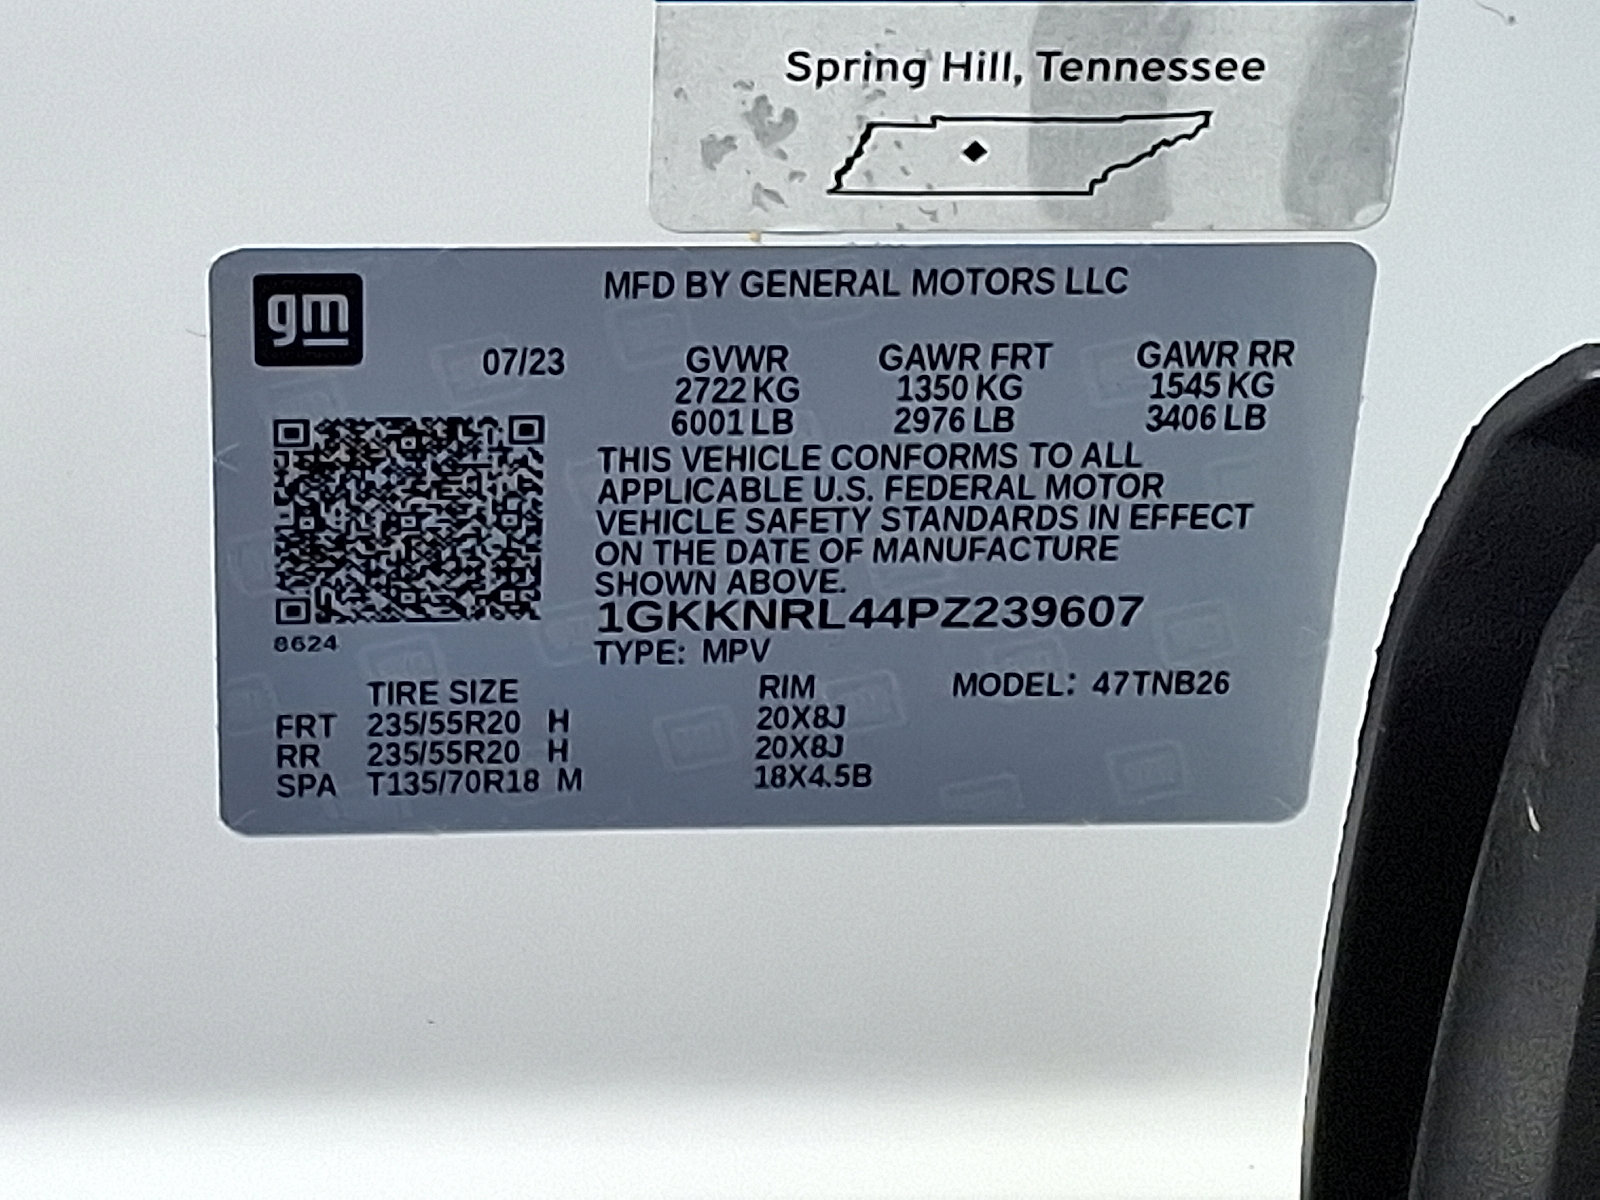 Spring Hill, Tennessee
gm
MFD BY GENERAL MOTORS LLC
07/23 GVWR GAWR FRT GAWR RR
2722 KG 1350 KG 1545 KG
6001 LB 2976 LB 3406 LB
THIS VEHICLE CONFORMS TO ALL
APPLICABLE U.S. FEDERAL MOTOR
VEHICLE SAFETY STANDARDS IN EFFECT
ON THE DATE OF MANUFACTURE
SHOWN ABOVE.
1GKKNRL44PZ239607
8624
TYPE: MPV
TIRE SIZE RIM MODEL: 47TNB26
FRT 235/55R20 H 20X8J
RR 235/55R20 H 20X8J
SPA T135/70R18 M 18X4.5B